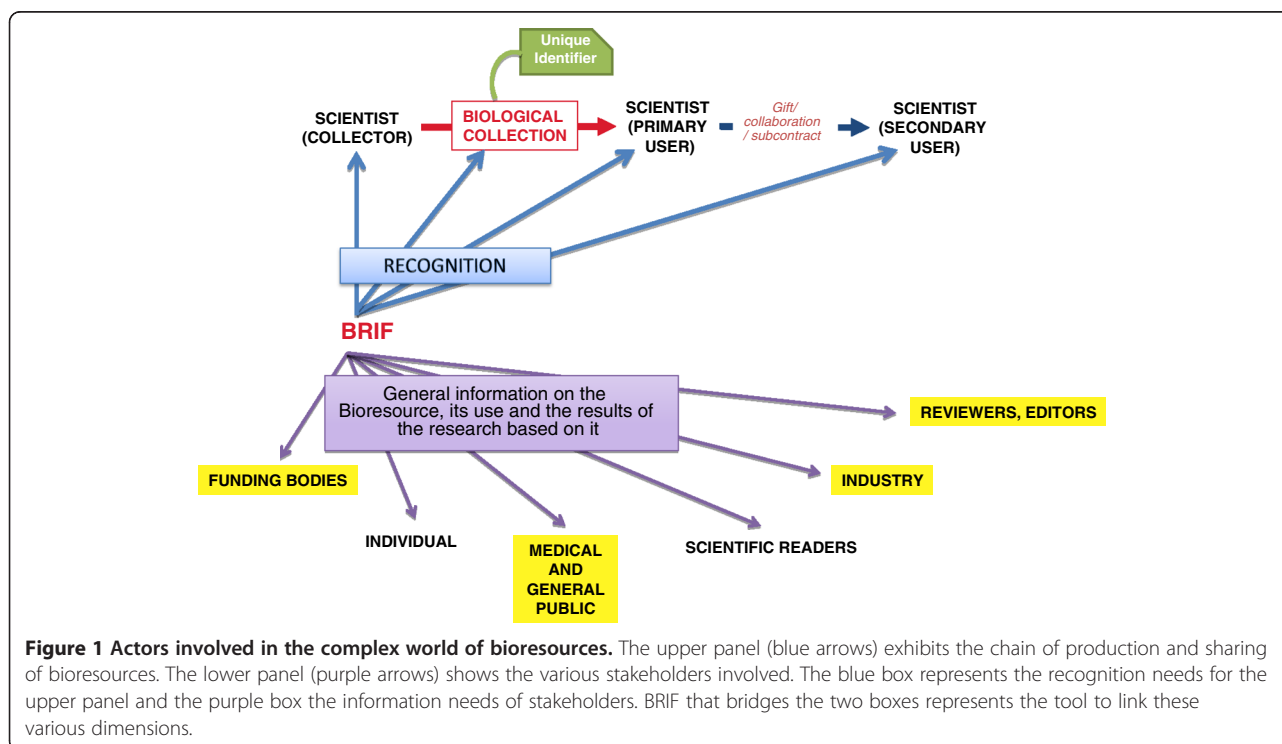 Unique
Identifier
SCIENTIST
(COLLECTOR)
BIOLOGICAL
COLLECTION
SCIENTIST
(PRIMARY
USER)
Gift/
collaboration
/ subcontract
SCIENTIST
(SECONDARY
USER)
RECOGNITION
BRIF
General information on the
Bioresource, its use and the results of
the research based on it
REVIEWERS, EDITORS
FUNDING BODIES
INDUSTRY
INDIVIDUAL
MEDICAL
AND
GENERAL
PUBLIC
SCIENTIFIC READERS
Figure 1 Actors involved in the complex world of bioresources. The upper panel (blue arrows) exhibits the chain of production and sharing
of bioresources. The lower panel (purple arrows) shows the various stakeholders involved. The blue box represents the recognition needs for the
upper panel and the purple box the information needs of stakeholders. BRIF that bridges the two boxes represents the tool to link these
various dimensions.